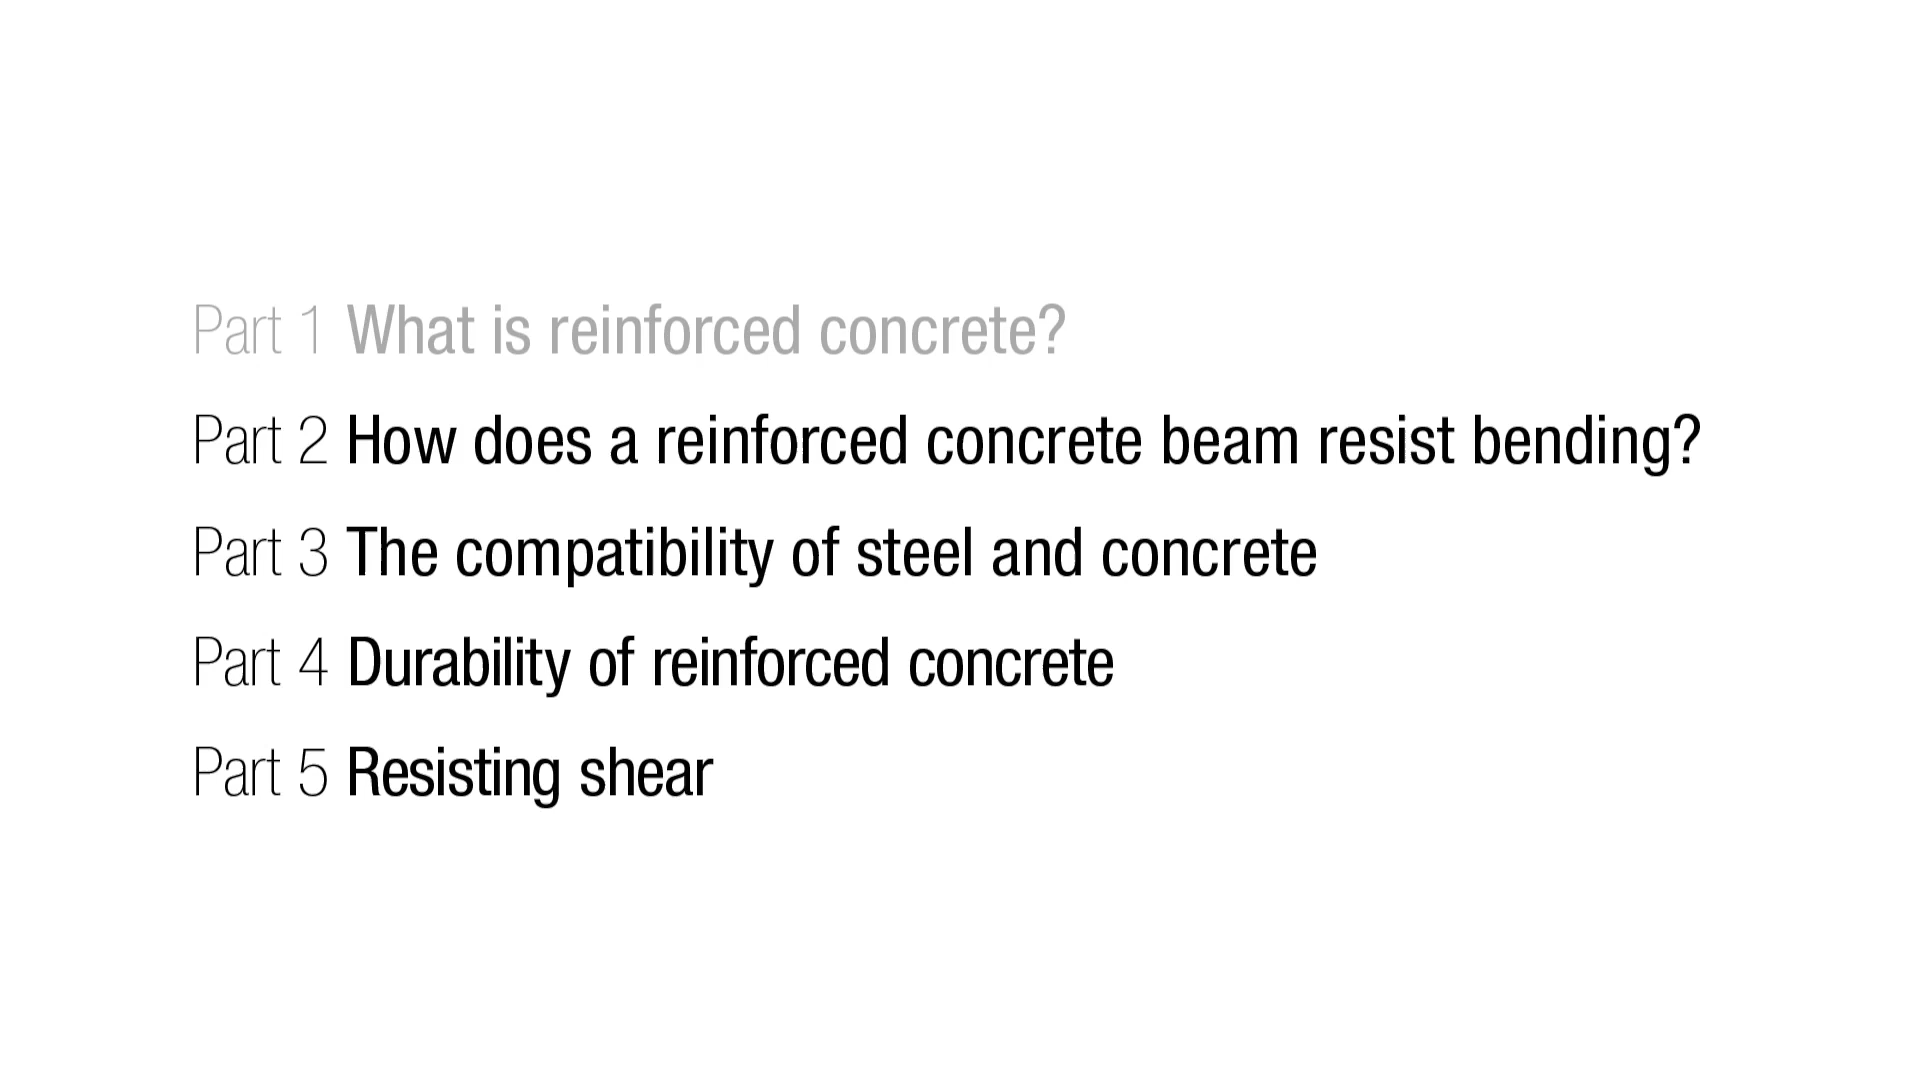 Part 1 What is reinforced concrete?
Part 2 How does a reinforced concrete beam resist bending?
Part 3 The compatibility of steel and concrete
Part 4 Durability of reinforced concrete
Part 5 Resisting shear